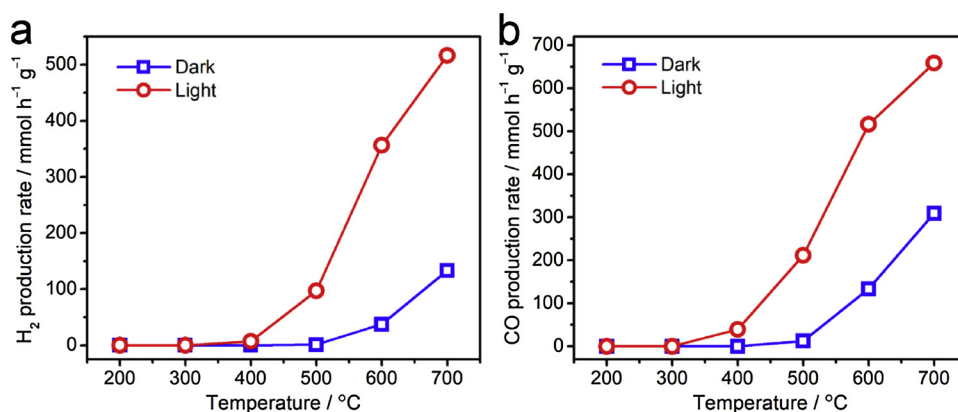 a
H₂ production rate / mmol h⁻¹ g⁻¹
500
400
300
200
100
0
Dark
Light
200 300 400 500 600 700
Temperature / °C
b
CO production rate / mmol h⁻¹ g⁻¹
700
600
500
400
300
200
100
0
Dark
Light
200 300 400 500 600 700
Temperature / °C